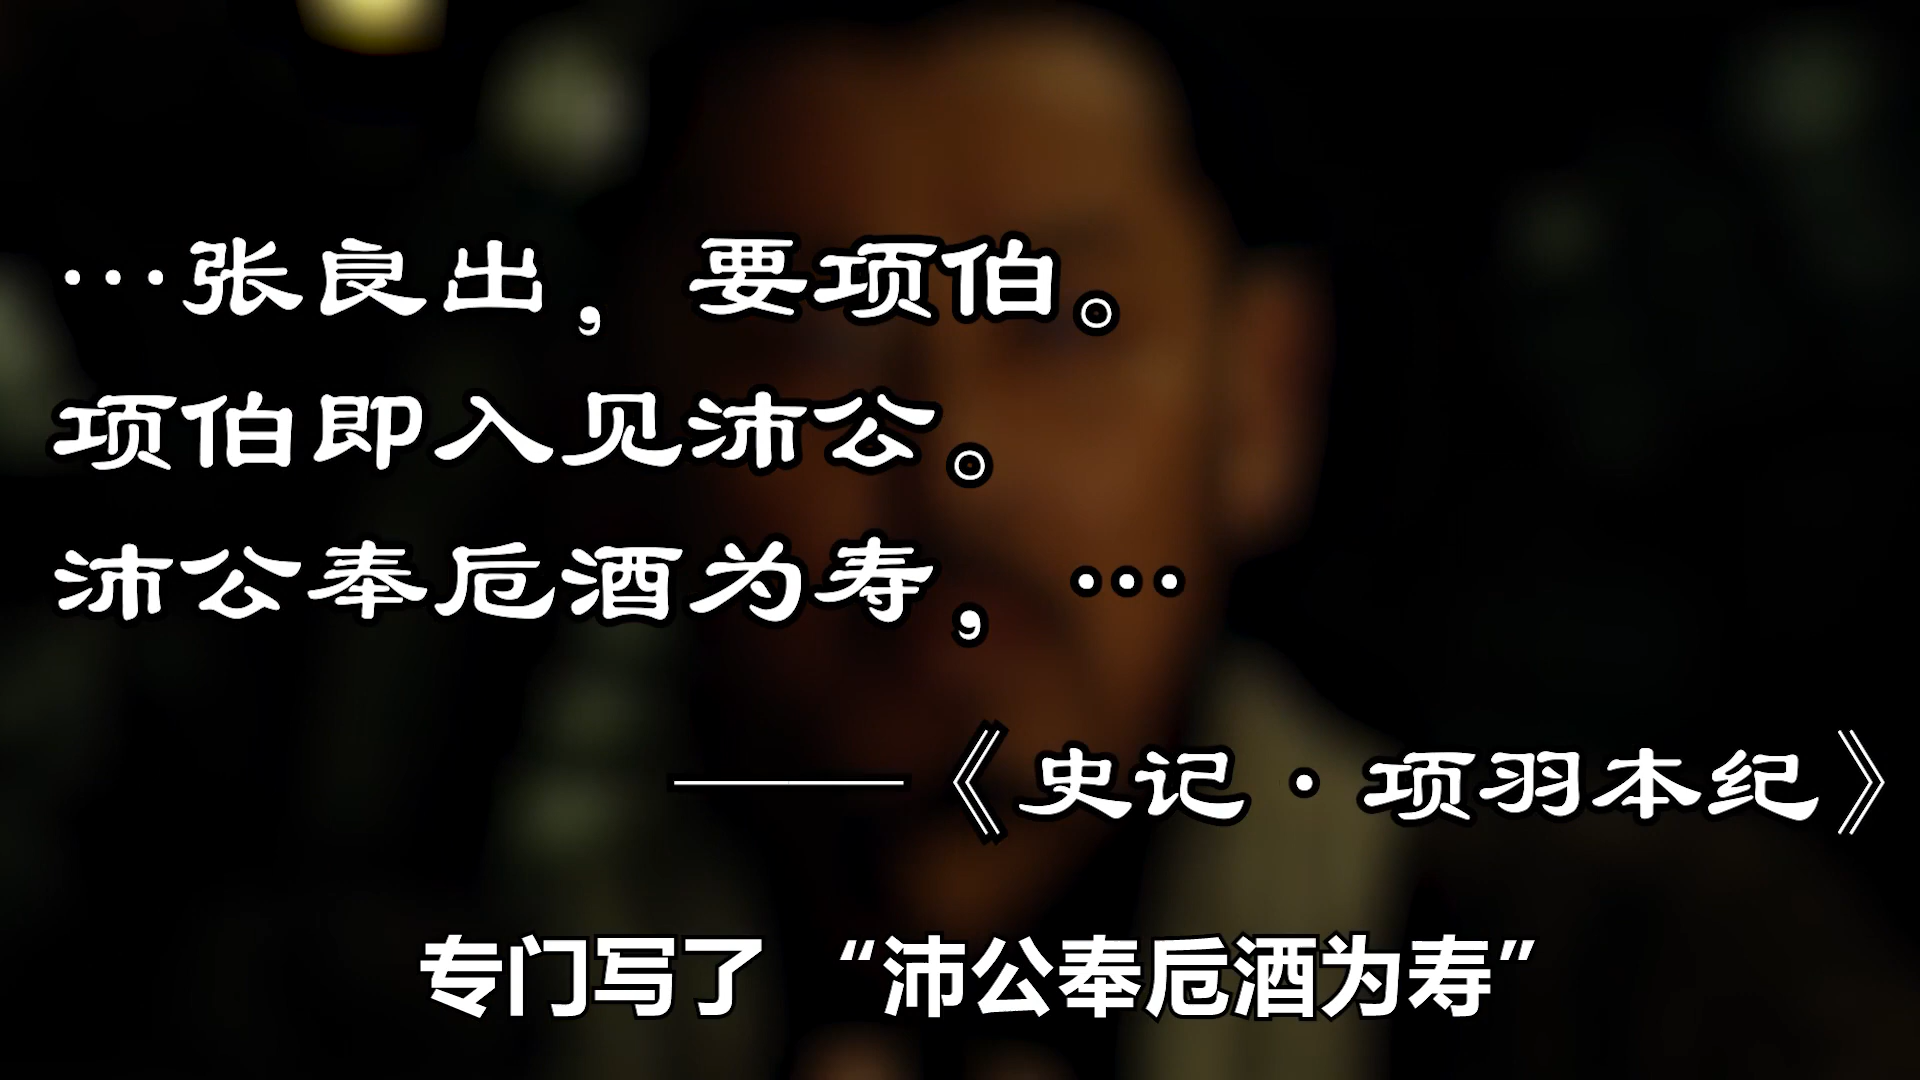 …张良出，要项伯。
项伯即入见沛公。
沛公奉卮酒为寿，…
——《史记·项羽本纪》
专门写了 “沛公奉卮酒为寿”